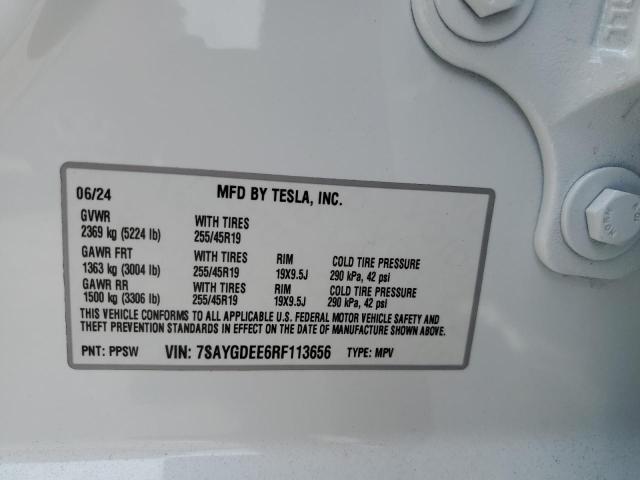 06/24 MFD BY TESLA, INC.
GVWR WITH TIRES
2369 kg (5224 lb) 255/45R19
GAWR FRT WITH TIRES RIM COLD TIRE PRESSURE
1363 kg (3004 lb) 255/45R19 19X9.5J 290 kPa, 42 psi
GAWR RR WITH TIRES RIM COLD TIRE PRESSURE
1500 kg (3306 lb) 255/45R19 19X9.5J 290 kPa, 42 psi
THIS VEHICLE CONFORMS TO ALL APPLICABLE U.S. FEDERAL MOTOR VEHICLE SAFETY AND
THEFT PREVENTION STANDARDS IN EFFECT ON THE DATE OF MANUFACTURE SHOWN ABOVE.
PNT: PPSW VIN: 7SAYGDEE6RF113656 TYPE: MPV